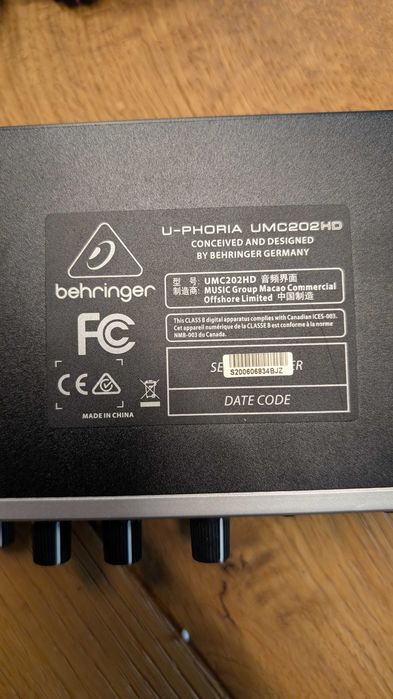 U-PHORIA UMC202HD
CONCEIVED AND DESIGNED
BY BEHRINGER GERMANY
behringer
型 号: UMC202HD 音频界面
制造商: MUSIC Group Macao Commercial
Offshore Limited 中国制造
FC
This CLASS B digital apparatus complies with Canadian ICES-003.
Cet appareil numérique de la CLASSE B est conforme à la norme
NMB-003 du Canada.
CE
MADE IN CHINA
SE ER
S200606934BJZ
DATE CODE